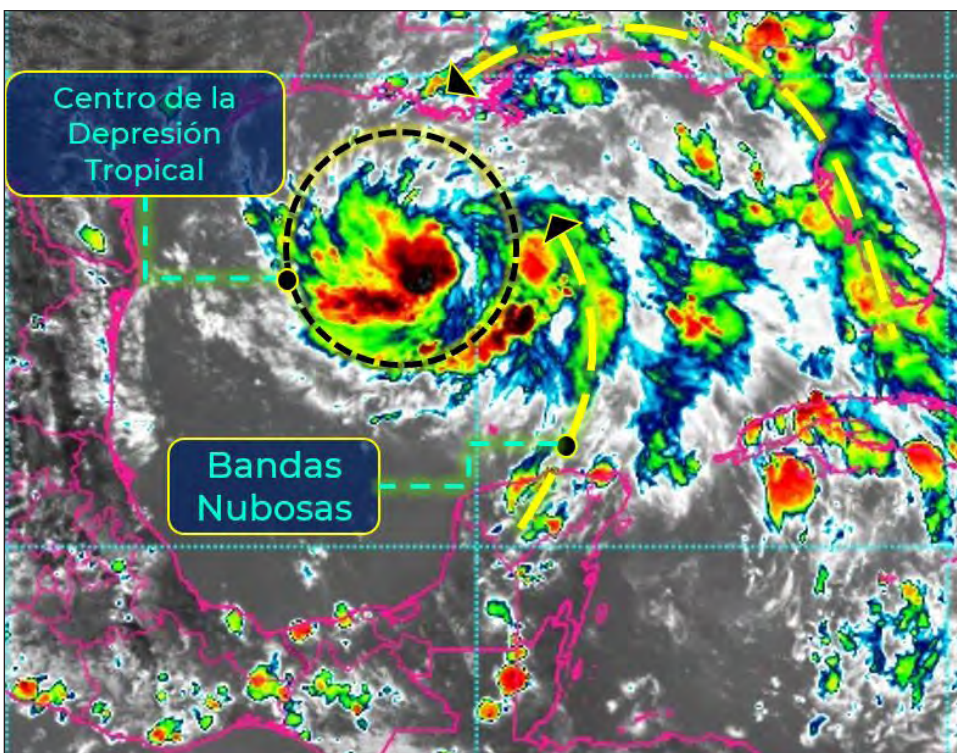 Centro de la
Depresión
Tropical
Bandas
Nubosas